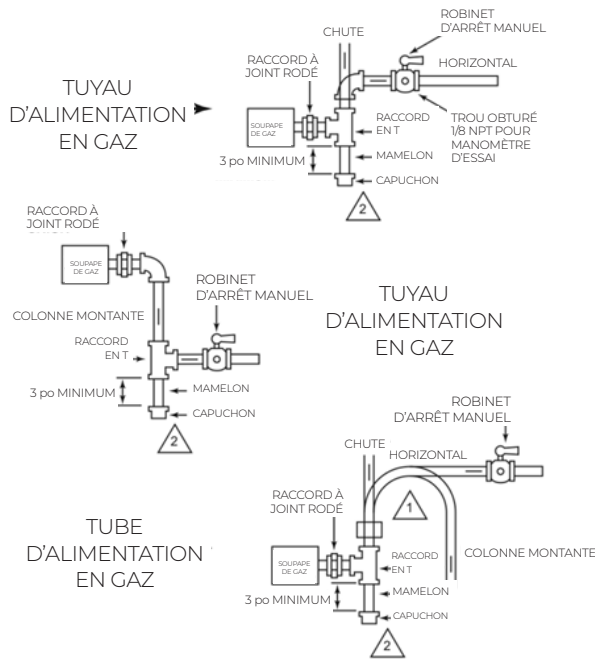 ROBINET
D'ARRÊT MANUEL
CHUTE
RACCORD À
JOINT RODÉ
HORIZONTAL
TUYAU
D'ALIMENTATION
EN GAZ
SOUPAPE
DE GAZ
RACCORD
EN T
TROU OBTURÉ
1/8 NPT POUR
MANOMÈTRE
D'ESSAI
3 po MINIMUM
MAMELON
CAPUCHON
2
RACCORD À
JOINT RODÉ
SOUPAPE
DE GAZ
ROBINET
D'ARRÊT MANUEL
COLONNE MONTANTE
RACCORD
EN T
3 po MINIMUM
MAMELON
CAPUCHON
2
TUYAU
D'ALIMENTATION
EN GAZ
ROBINET
D'ARRÊT MANUEL
CHUTE
HORIZONTAL
RACCORD À
JOINT RODÉ
1
TUBE
D'ALIMENTATION
EN GAZ
SOUPAPE
DE GAZ
RACCORD
EN T
COLONNE MONTANTE
3 po MINIMUM
MAMELON
CAPUCHON
2